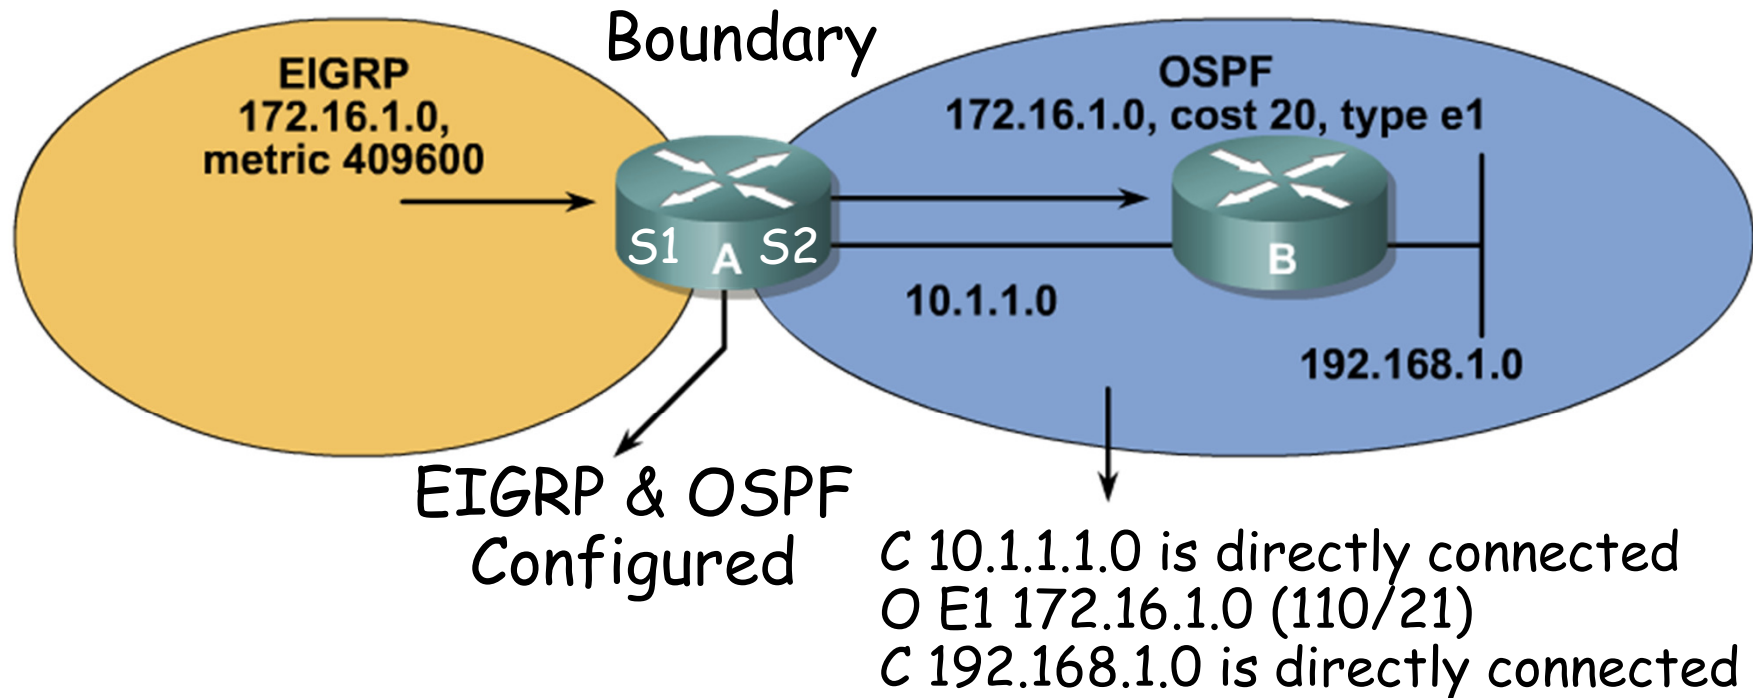 Boundary
EIGRP
172.16.1.0,
metric 409600
OSPF
172.16.1.0, cost 20, type e1
S1 A S2
B
10.1.1.0
192.168.1.0
EIGRP & OSPF
Configured
C 10.1.1.1.0 is directly connected
O E1 172.16.1.0 (110/21)
C 192.168.1.0 is directly connected